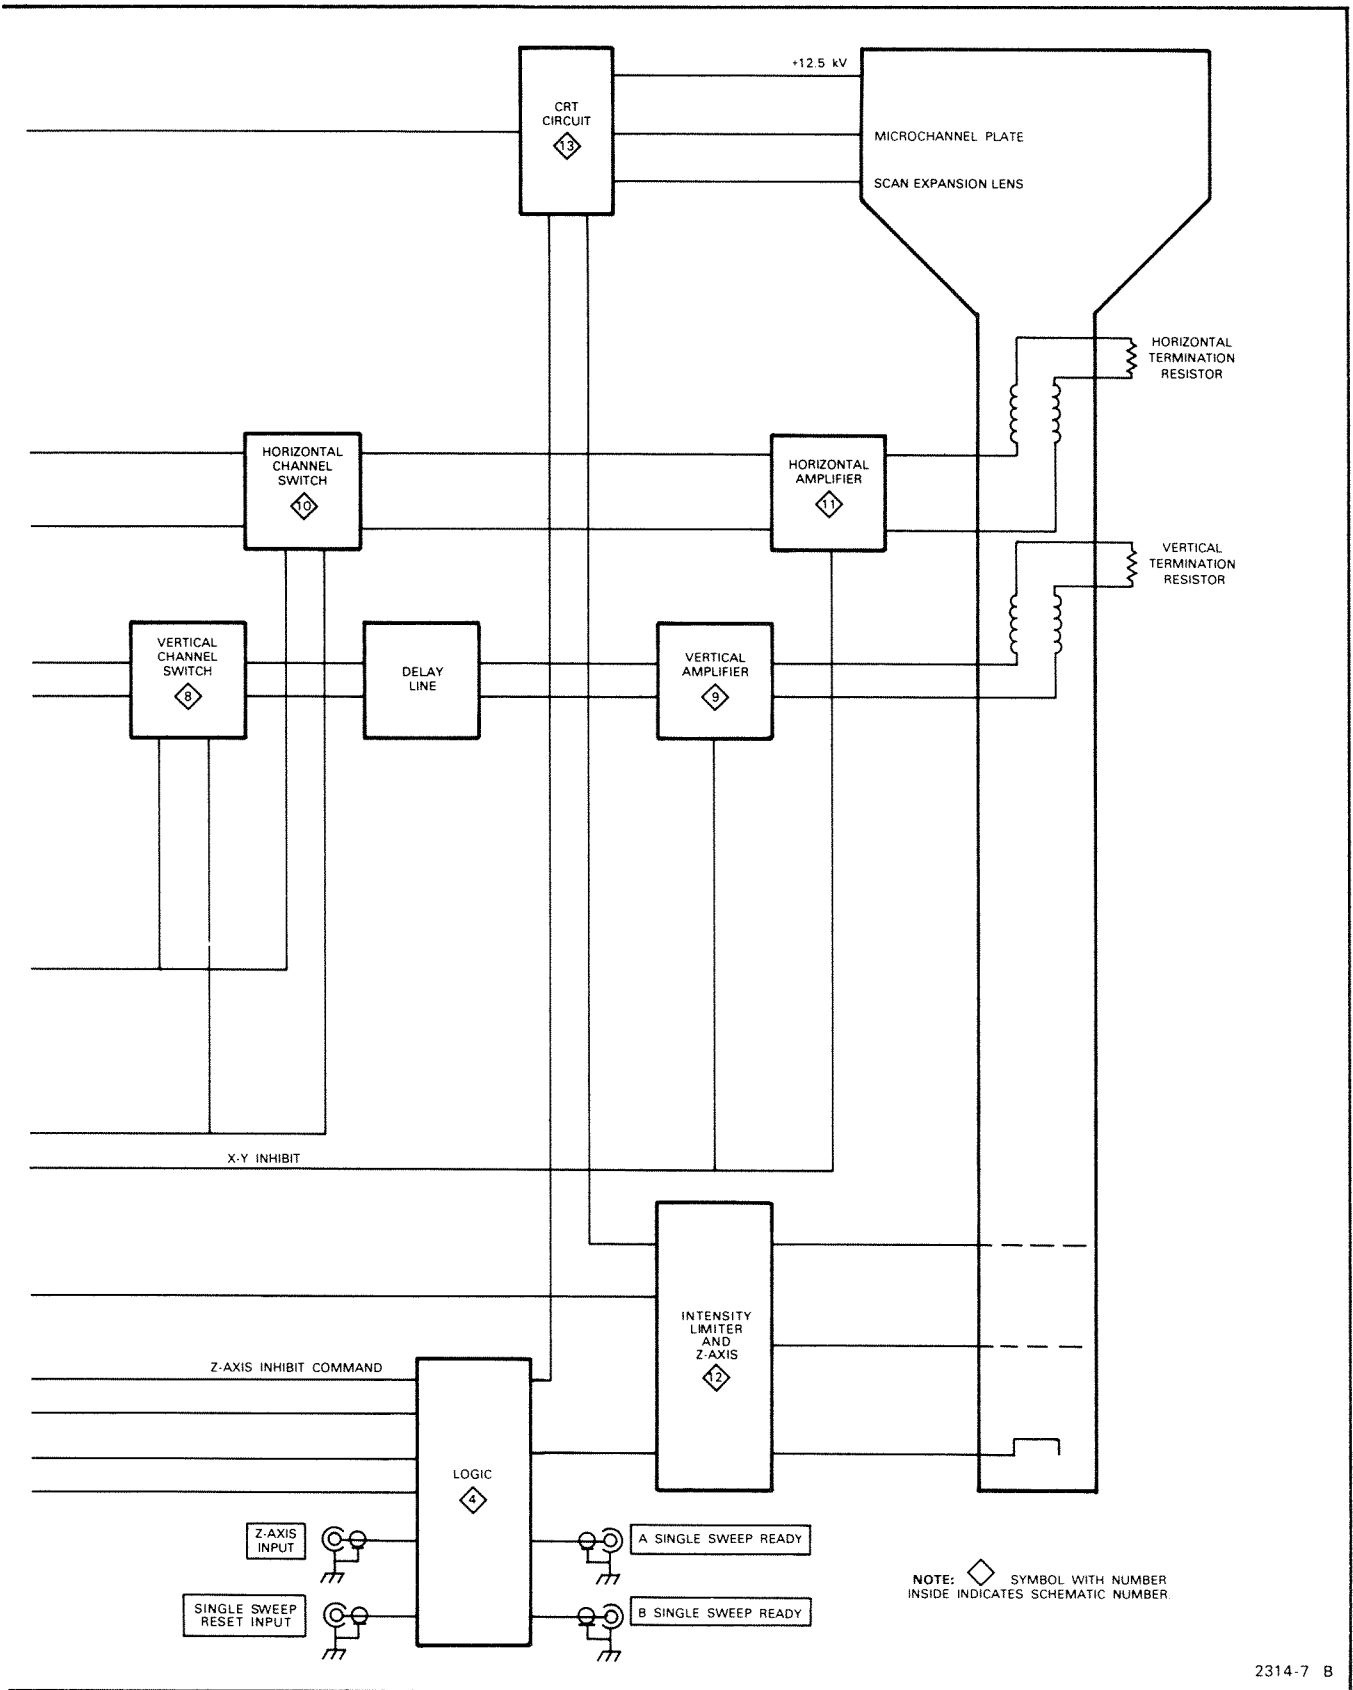 +12.5 kV
CRT
CIRCUIT
13
MICROCHANNEL PLATE
SCAN EXPANSION LENS
HORIZONTAL
TERMINATION
RESISTOR
HORIZONTAL
CHANNEL
SWITCH
10
HORIZONTAL
AMPLIFIER
11
VERTICAL
TERMINATION
RESISTOR
VERTICAL
CHANNEL
SWITCH
8
DELAY
LINE
VERTICAL
AMPLIFIER
9
X-Y INHIBIT
INTENSITY
LIMITER
AND
Z-AXIS
12
Z-AXIS INHIBIT COMMAND
LOGIC
4
Z-AXIS
INPUT
A SINGLE SWEEP READY
SINGLE SWEEP
RESET INPUT
B SINGLE SWEEP READY
NOTE: SYMBOL WITH NUMBER
INSIDE INDICATES SCHEMATIC NUMBER.
2314-7 B